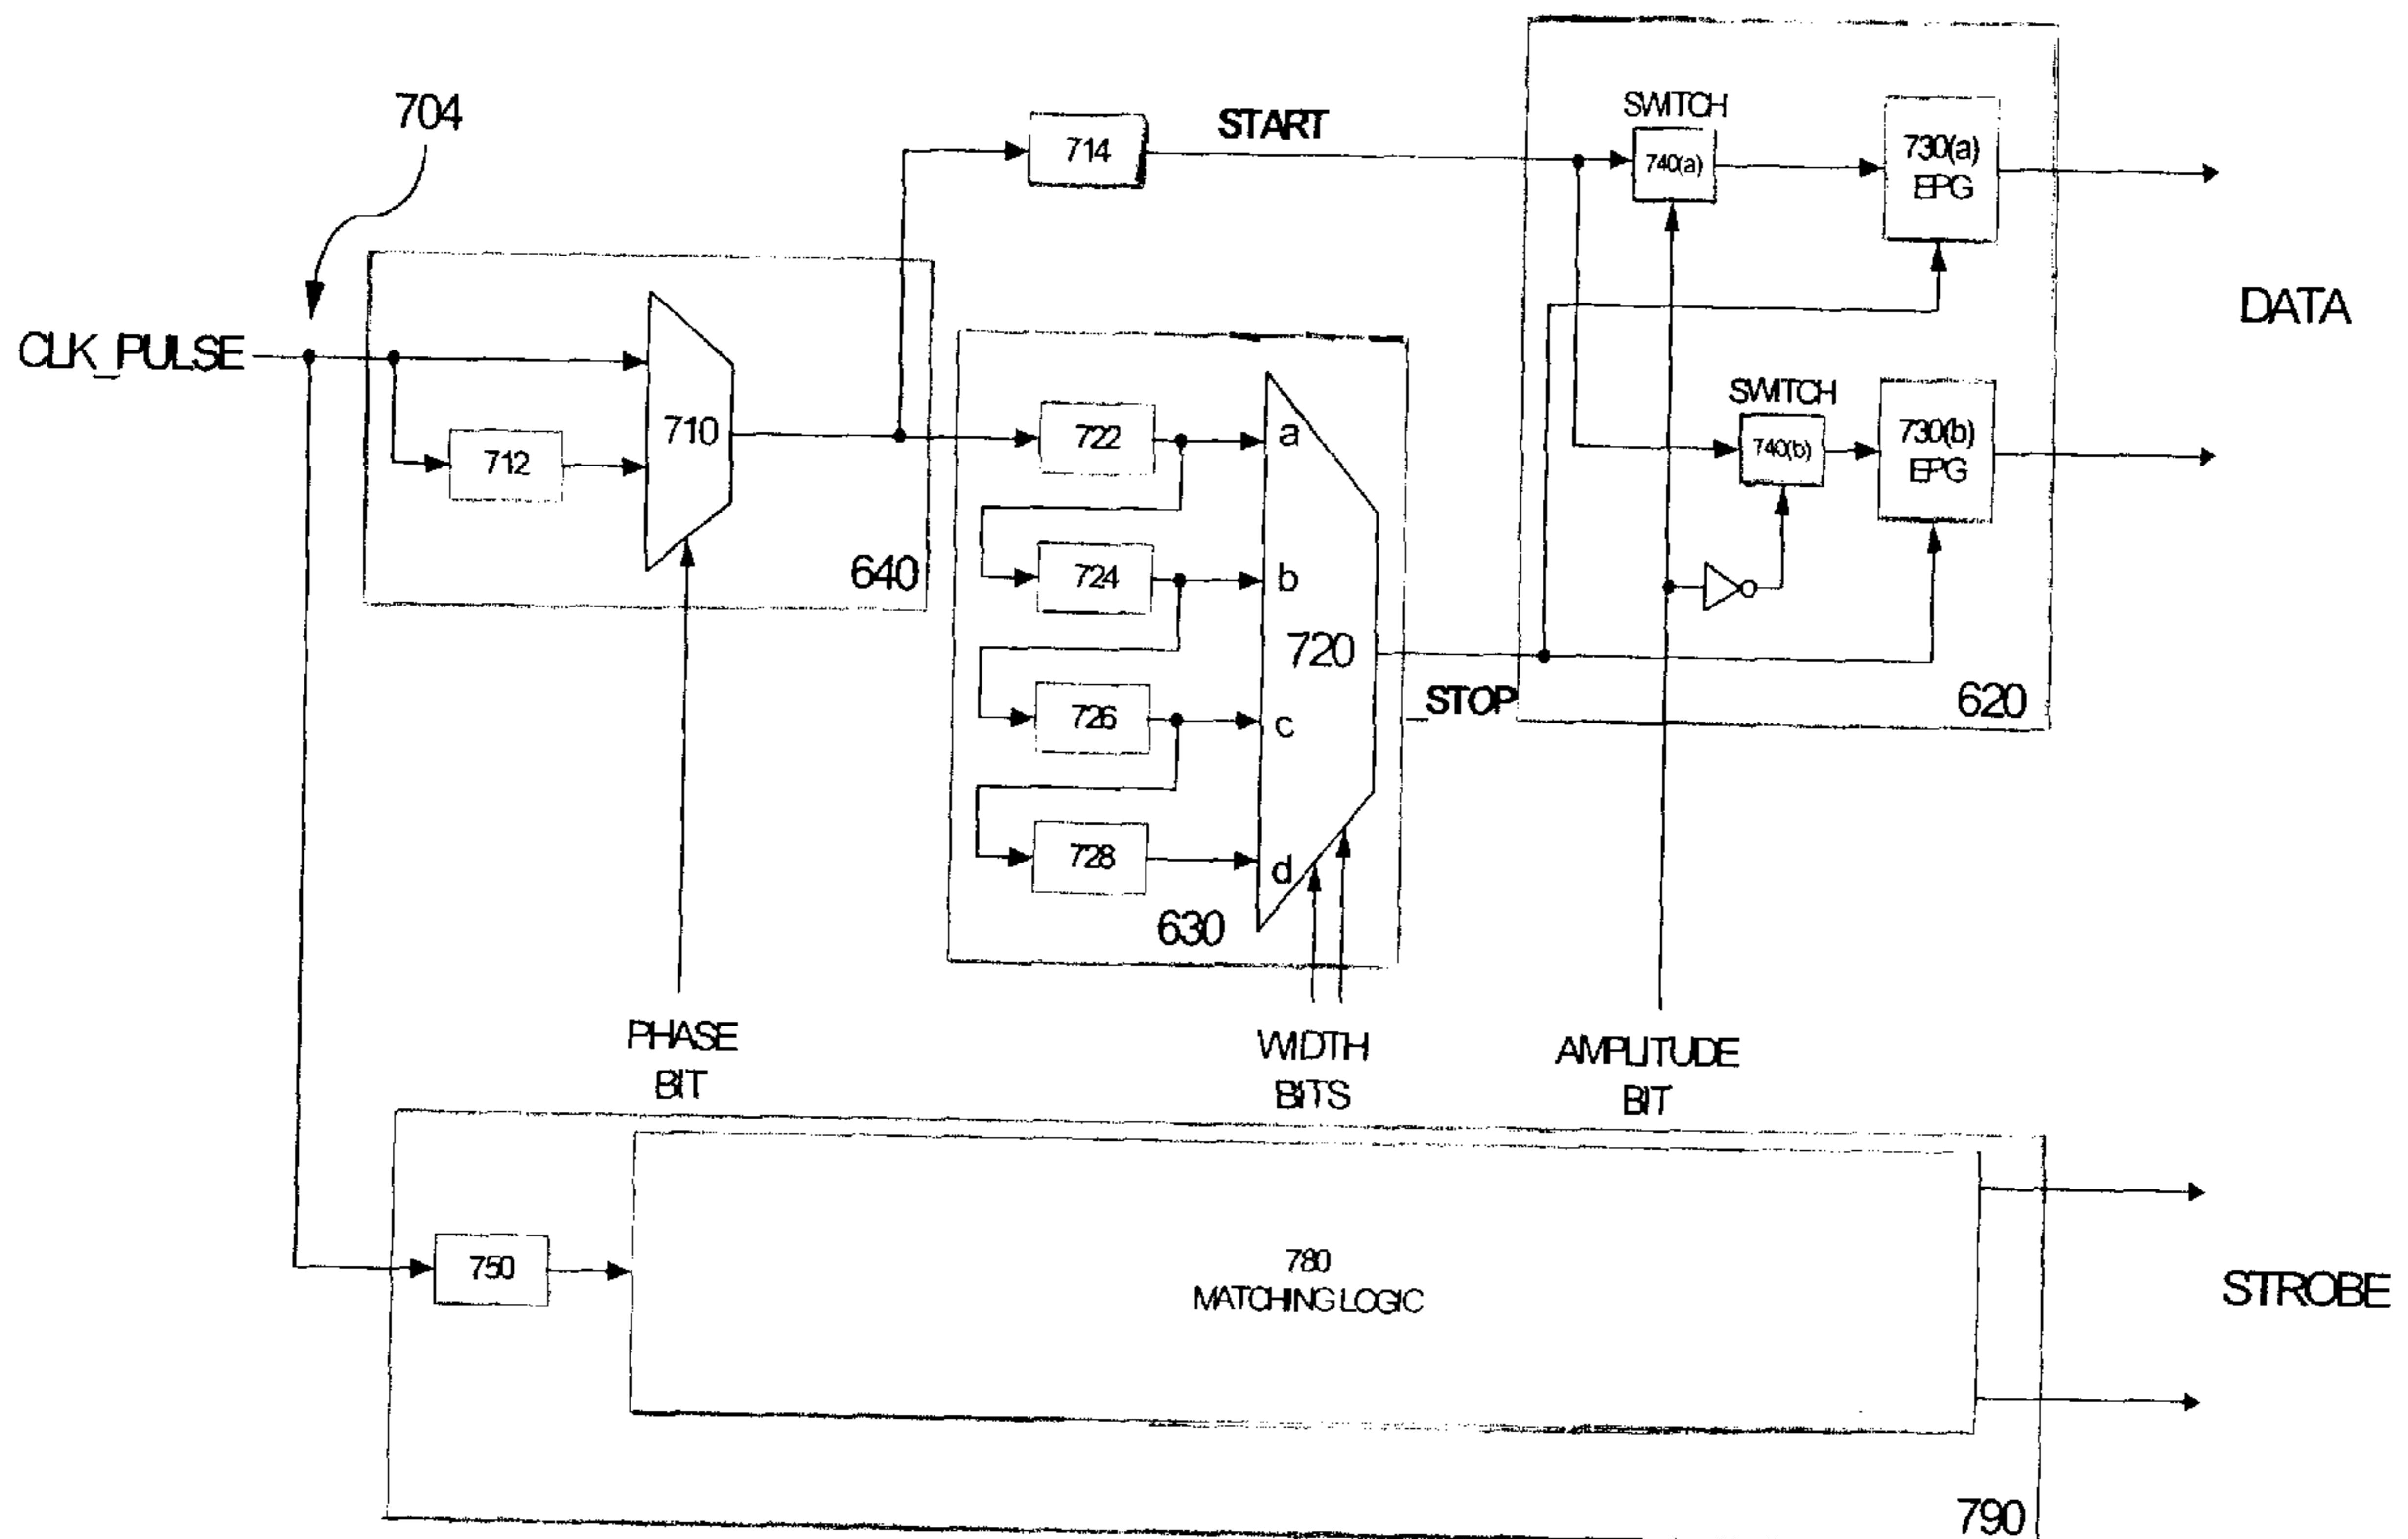 704
714
START
SWITCH
740(a)
730(a)
EPG
DATA
CLK_PULSE
710
712
640
722
a
724
b
720
726
c
728
d
630
_STOP
SWITCH
740(b)
730(b)
EPG
620
PHASE
BIT
WIDTH
BITS
AMPLITUDE
BIT
750
780
MATCHING LOGIC
STROBE
790